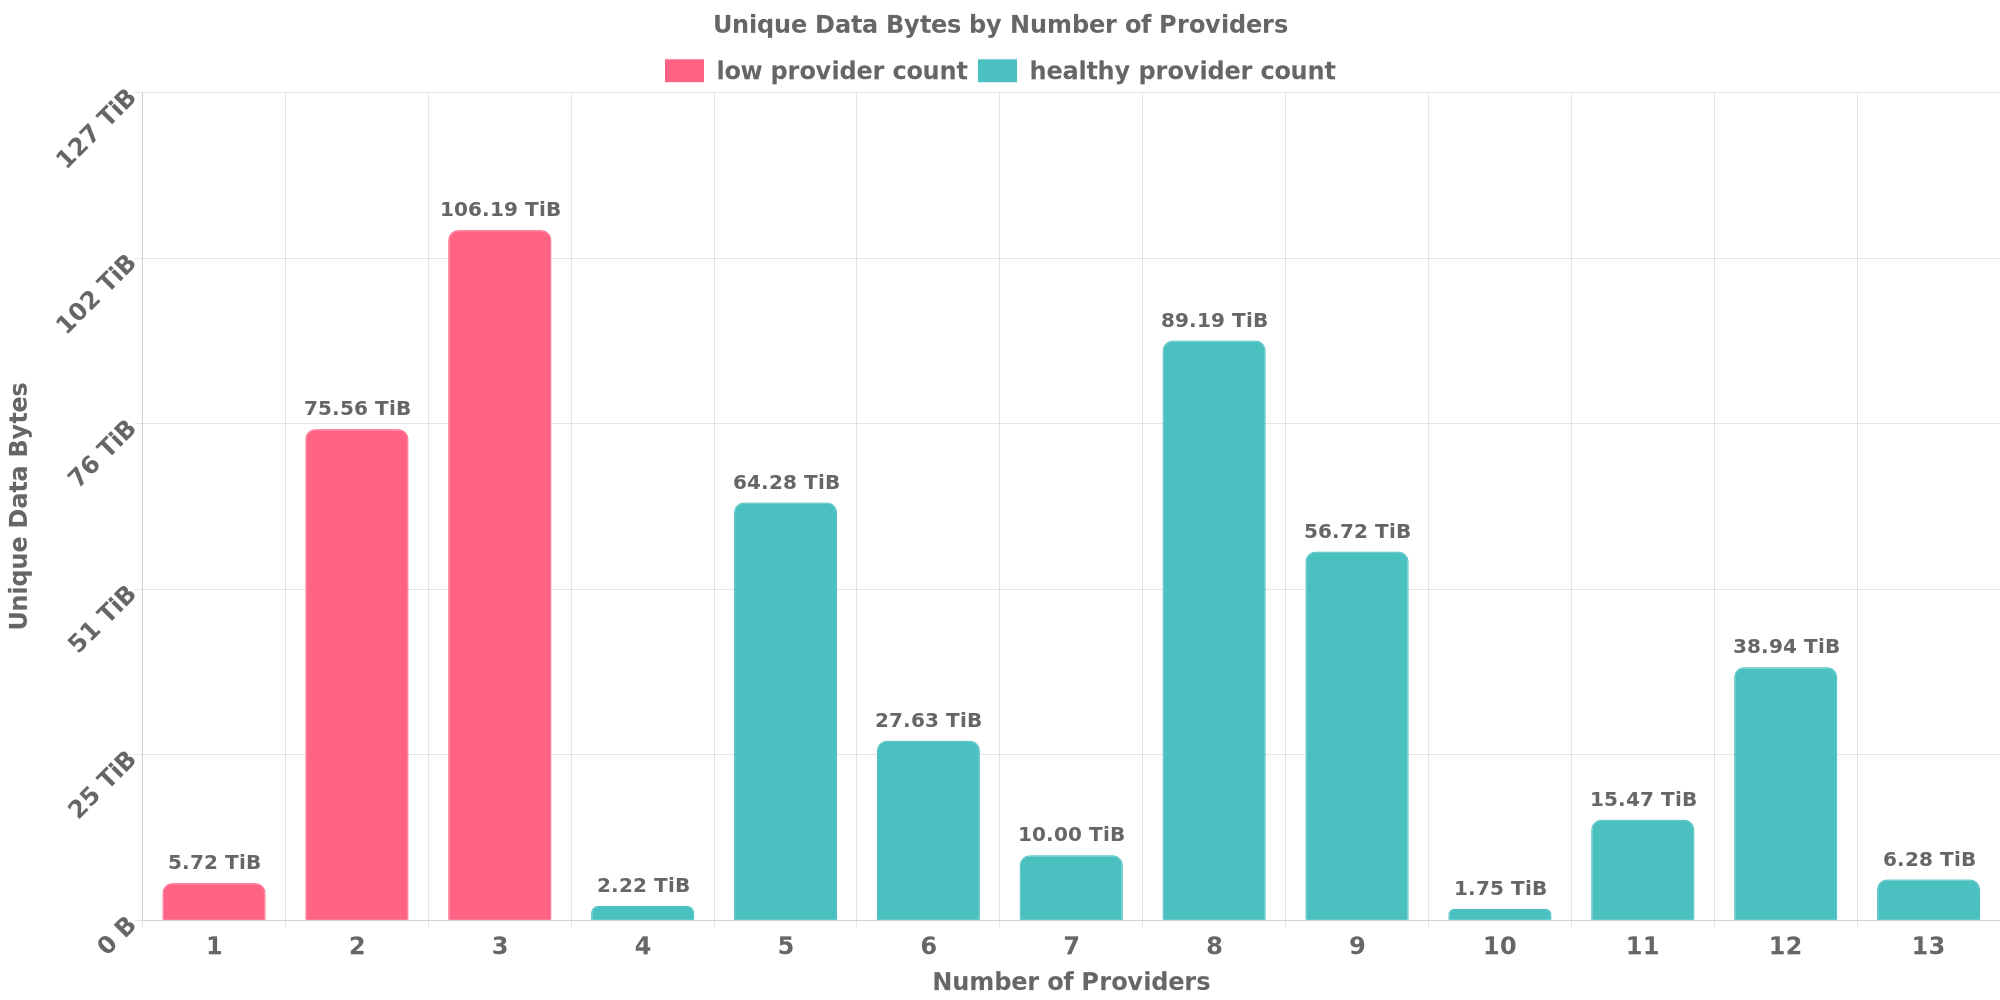 Unique Data Bytes by Number of Providers
low provider count healthy provider count
127 TiB
102 TiB
76 TiB
51 TiB
25 TiB
0 B
Unique Data Bytes
5.72 TiB
75.56 TiB
106.19 TiB
2.22 TiB
64.28 TiB
27.63 TiB
10.00 TiB
89.19 TiB
56.72 TiB
1.75 TiB
15.47 TiB
38.94 TiB
6.28 TiB
1 2 3 4 5 6 7 8 9 10 11 12 13
Number of Providers